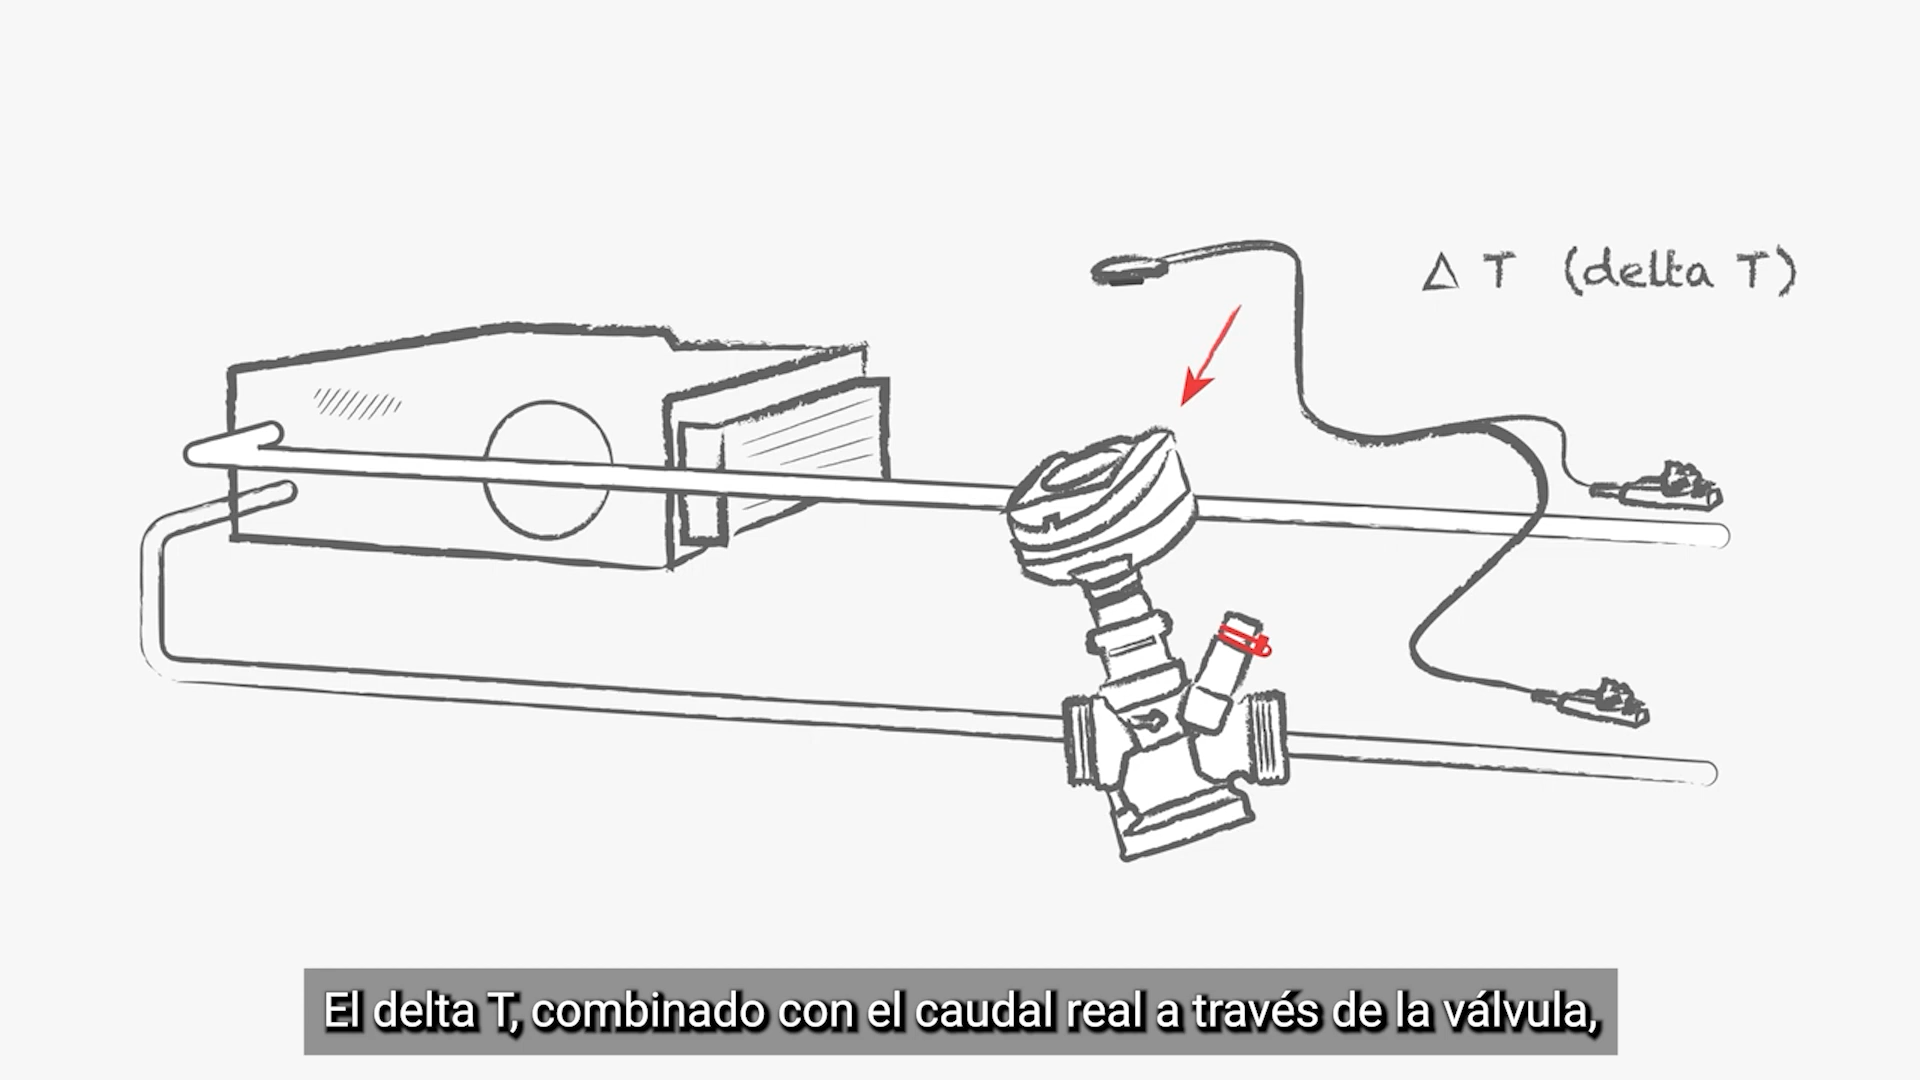 Δ T (delta T)
El delta T, combinado con el caudal real a través de la válvula,